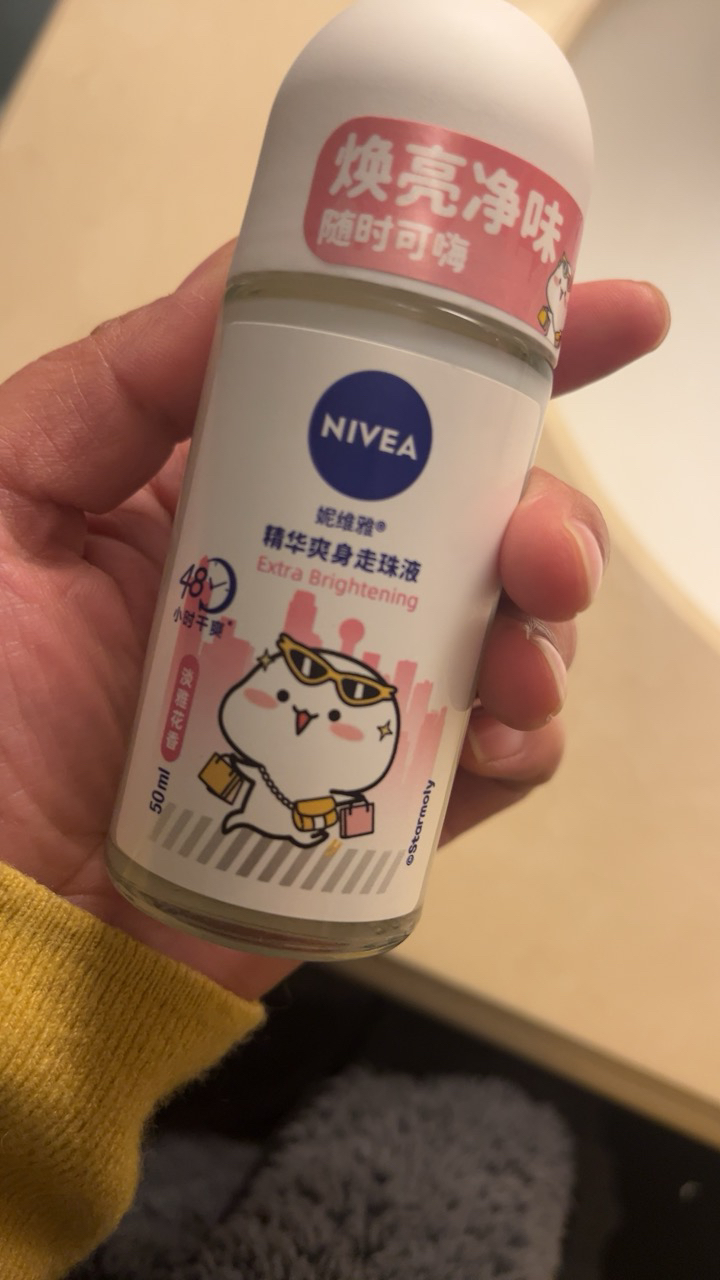 焕亮净味
随时可嗨
NIVEA
妮维雅®
精华爽身走珠液
Extra Brightening
48
小时干爽*
淡雅花香
50ml
©Starmoly